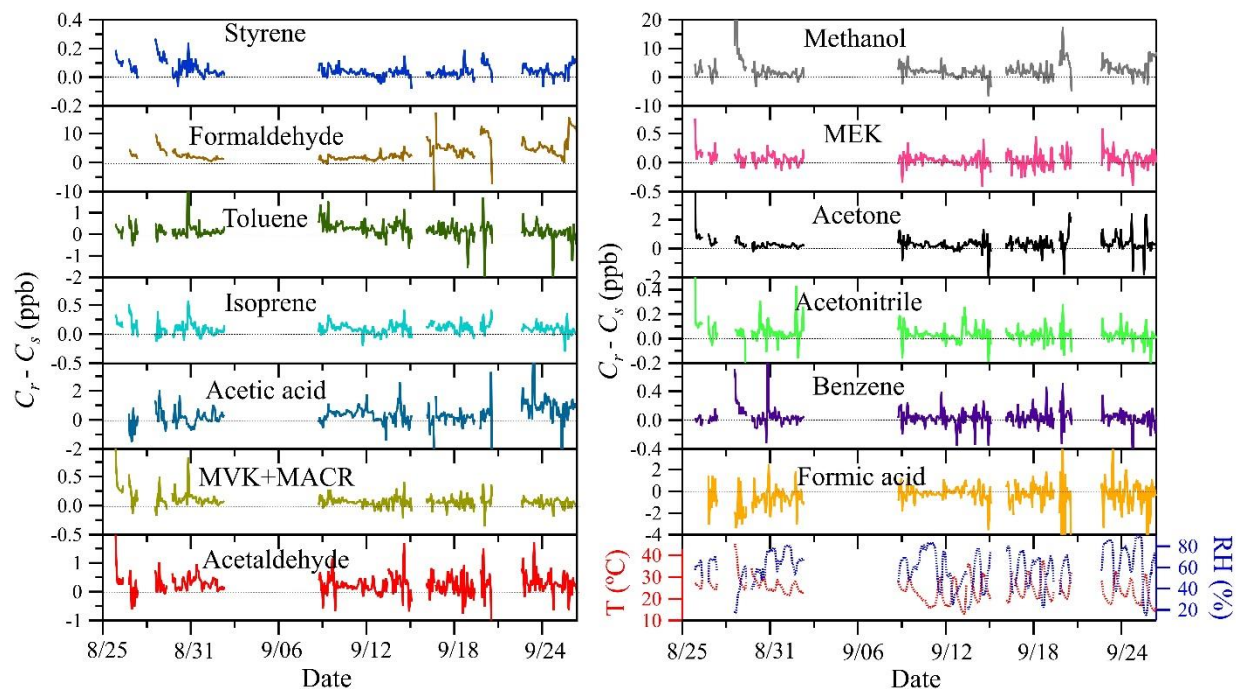 0.4
0.2
0.0
-0.2
Styrene
10
0
-10
Formaldehyde
1
0
-1
-2
Toluene
0.5
0.0
-0.5
Isoprene
2
0
-2
Acetic acid
0.5
0.0
-0.5
MVK+MACR
1
0
-1
Acetaldehyde
Cr - Cs (ppb)
8/25 8/31 9/06 9/12 9/18 9/24
Date
20
10
0
-10
Methanol
0.5
0.0
-0.5
MEK
2
0
-2
Acetone
0.4
0.2
0.0
-0.2
Acetonitrile
0.4
0.0
-0.4
Benzene
2
0
-2
-4
Formic acid
Cr - Cs (ppb)
40
30
20
10
T (ºC)
80
60
40
20
RH (%)
8/25 8/31 9/06 9/12 9/18 9/24
Date